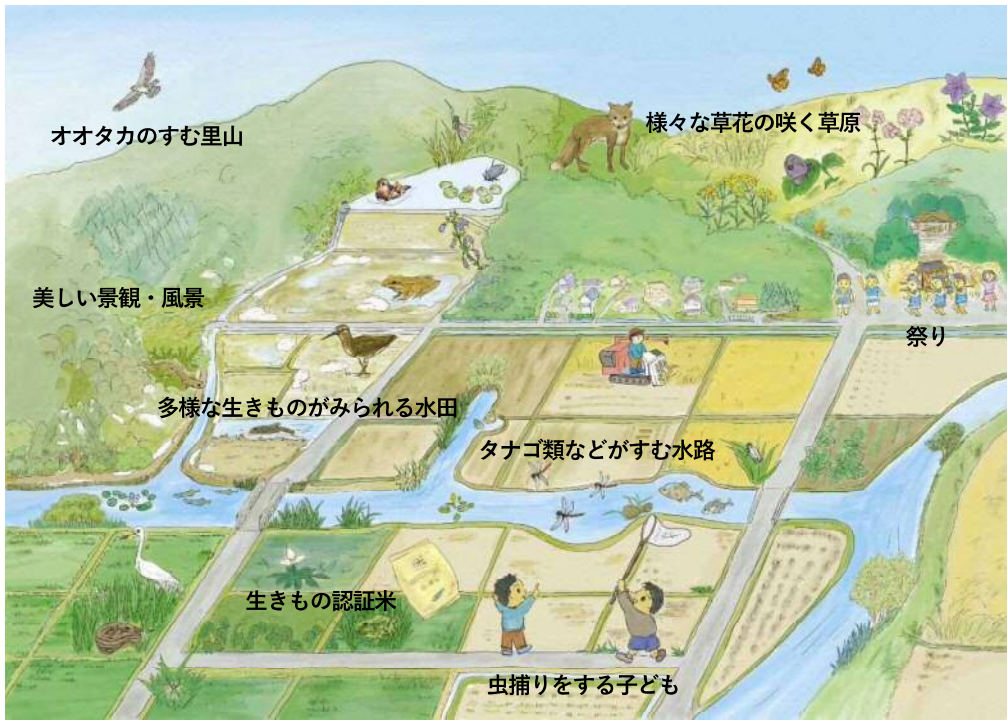 オオタカのすむ里山
様々な草花の咲く草原
美しい景観・風景
祭り
多様な生きものがみられる水田
タナゴ類などがすむ水路
生きもの認証米
虫捕りをする子ども